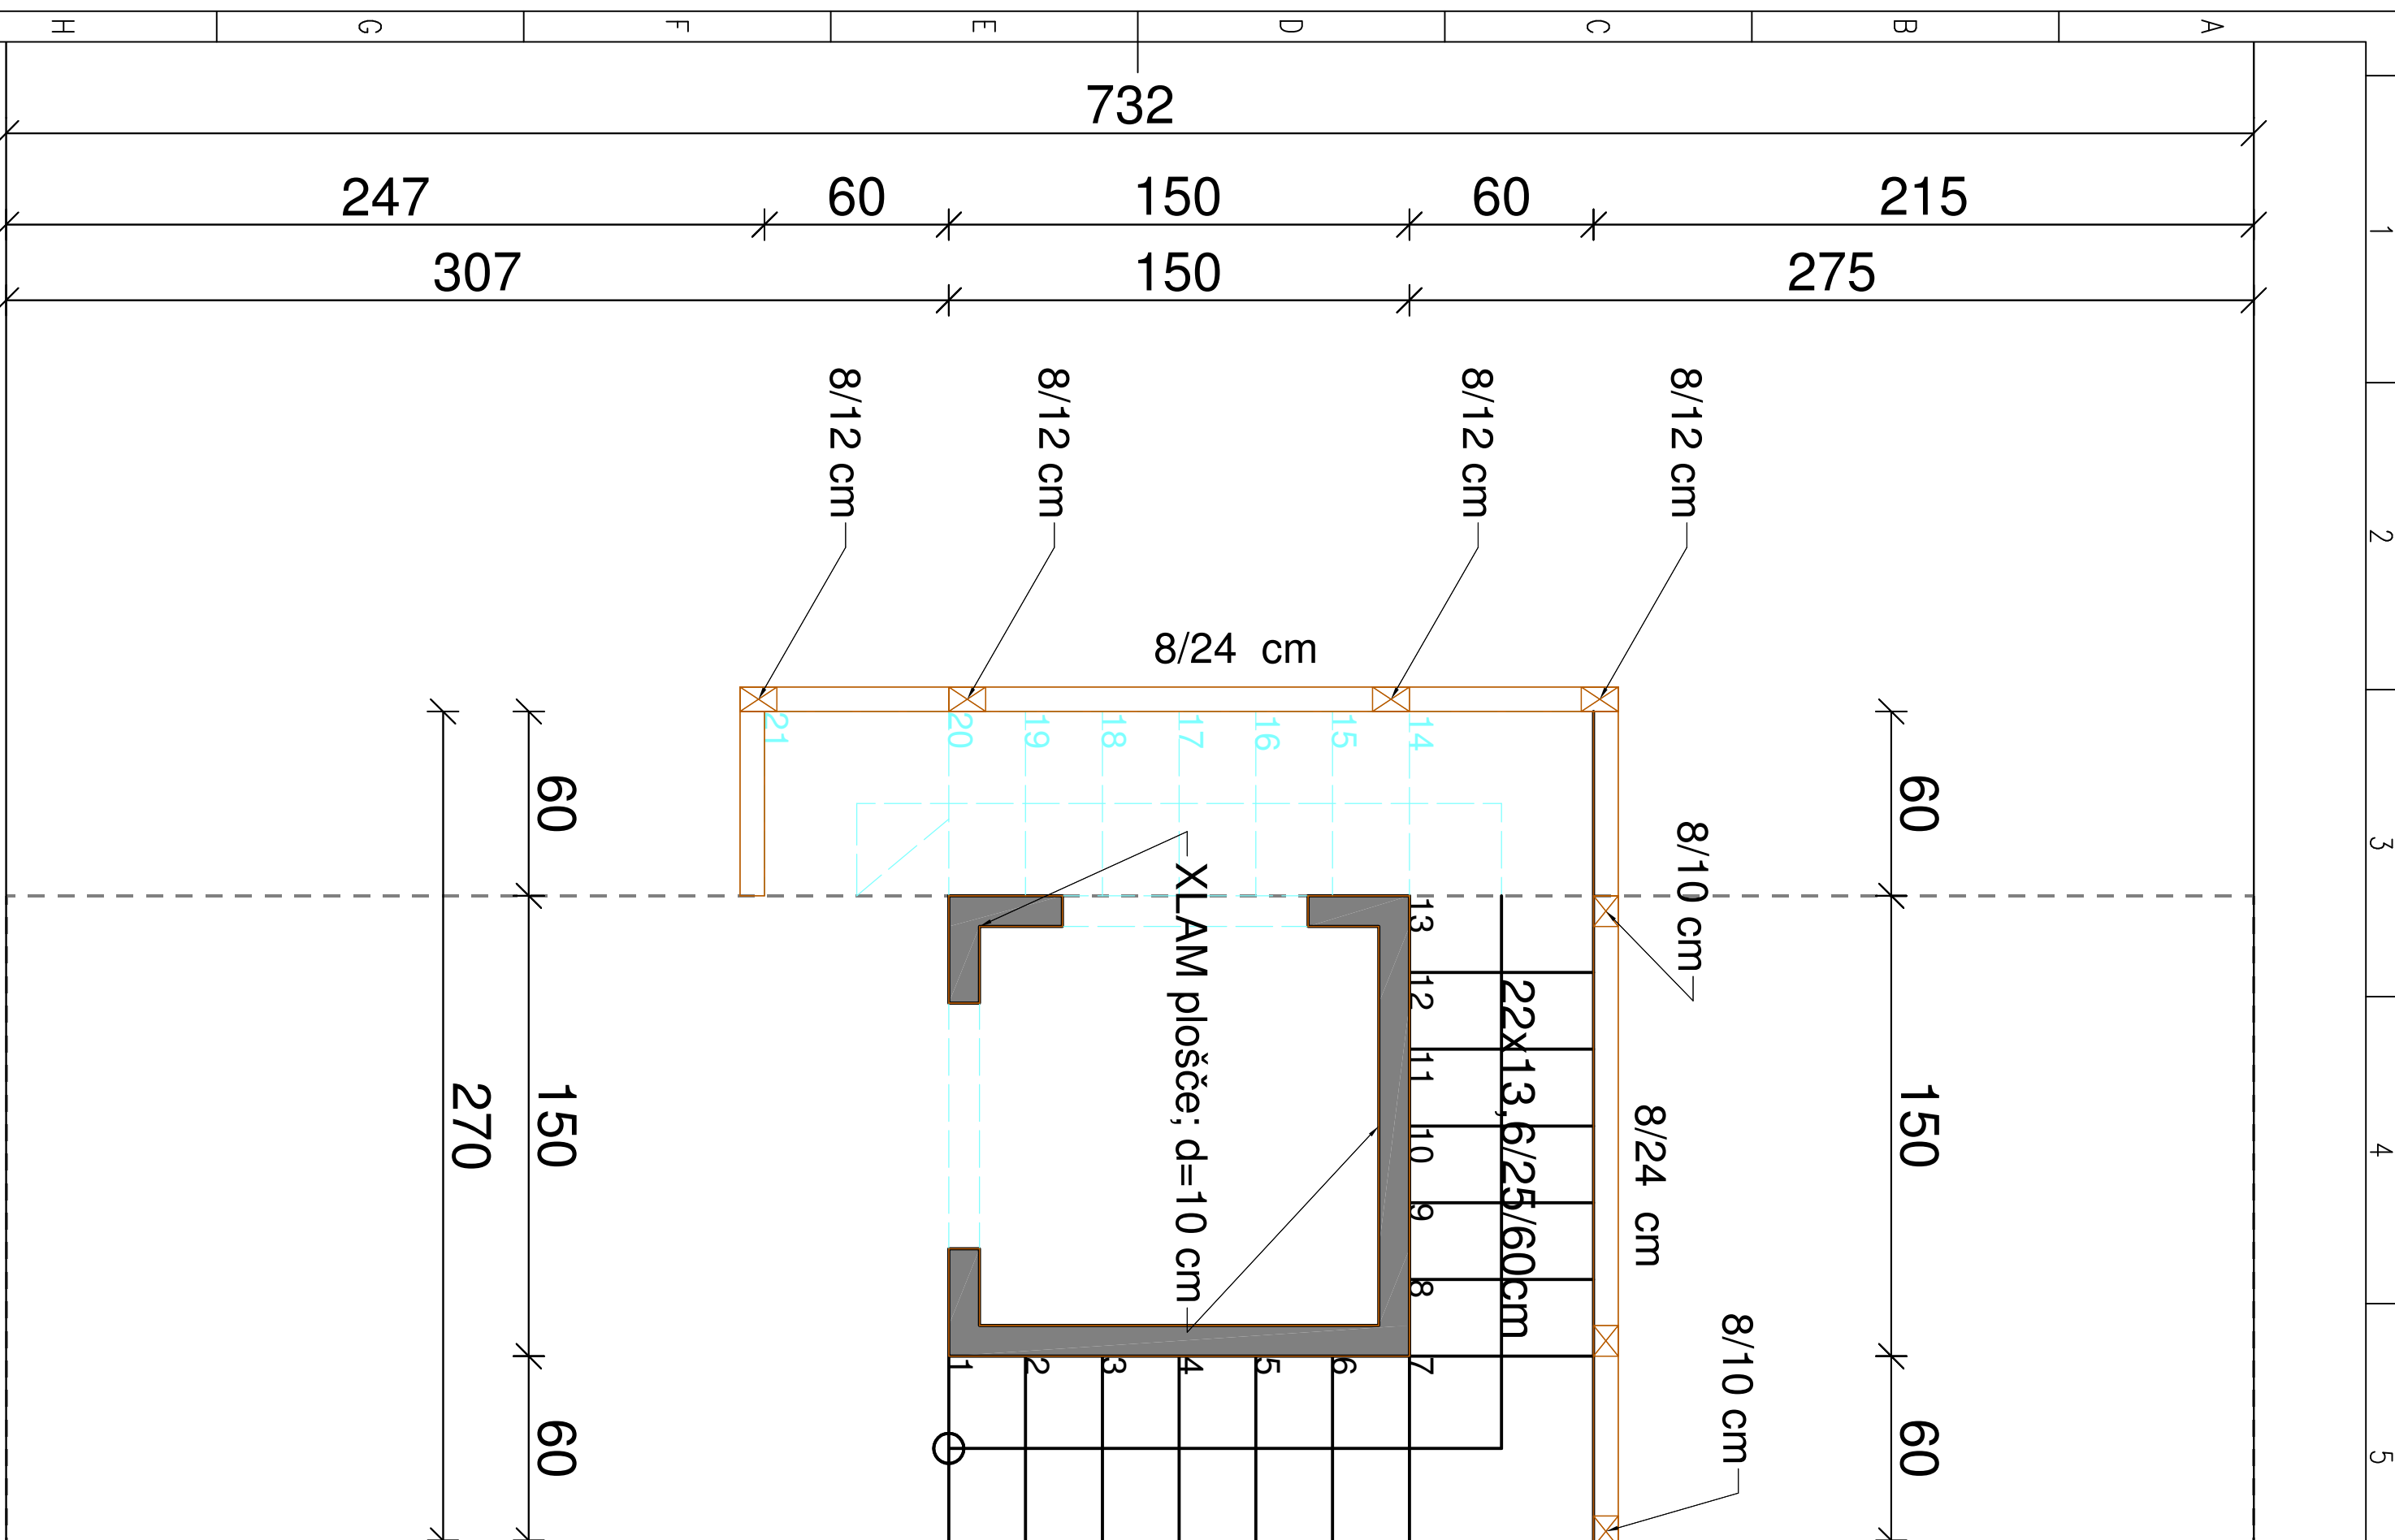 H G F E D C B A
732
247 60 150 60 215
307 150 275
1
2
3
4
5
8/12 cm
8/12 cm
8/12 cm
8/12 cm
8/24 cm
21 20 19 18 17 16 15 14
60
150
270
60
XLAM plošče; d=10 cm
13
12
11
10
9
8
22x13,6/25/60cm
1 2 3 4 5 6 7
8/10 cm
8/24 cm
8/10 cm
60
150
60